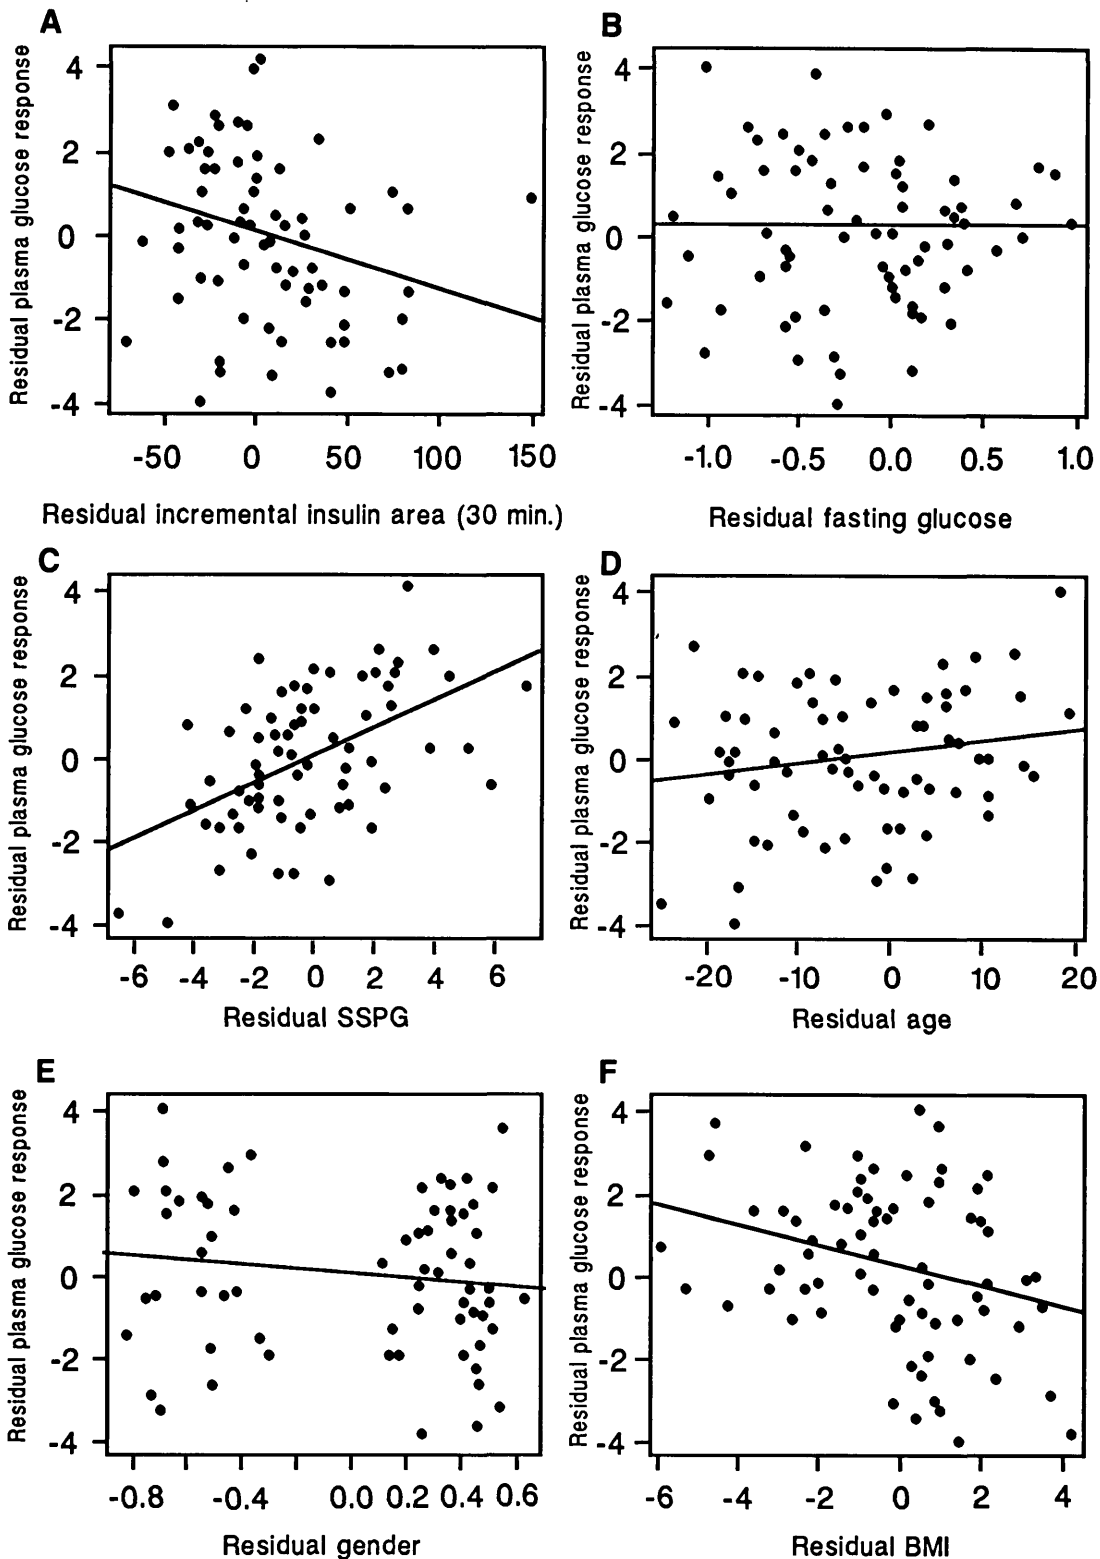 A
B
Residual plasma glucose response
4
2
0
-2
-4
-50 0 50 100 150
Residual incremental insulin area (30 min.)
Residual plasma glucose response
4
2
0
-2
-4
-1.0 -0.5 0.0 0.5 1.0
Residual fasting glucose
C
D
Residual plasma glucose response
4
2
0
-2
-4
-6 -4 -2 0 2 4 6
Residual SSPG
Residual plasma glucose response
4
2
0
-2
-4
-20 -10 0 10 20
Residual age
E
F
Residual plasma glucose response
4
2
0
-2
-4
-0.8 -0.4 0.0 0.2 0.4 0.6
Residual gender
Residual plasma glucose response
4
2
0
-2
-4
-6 -4 -2 0 2 4
Residual BMI